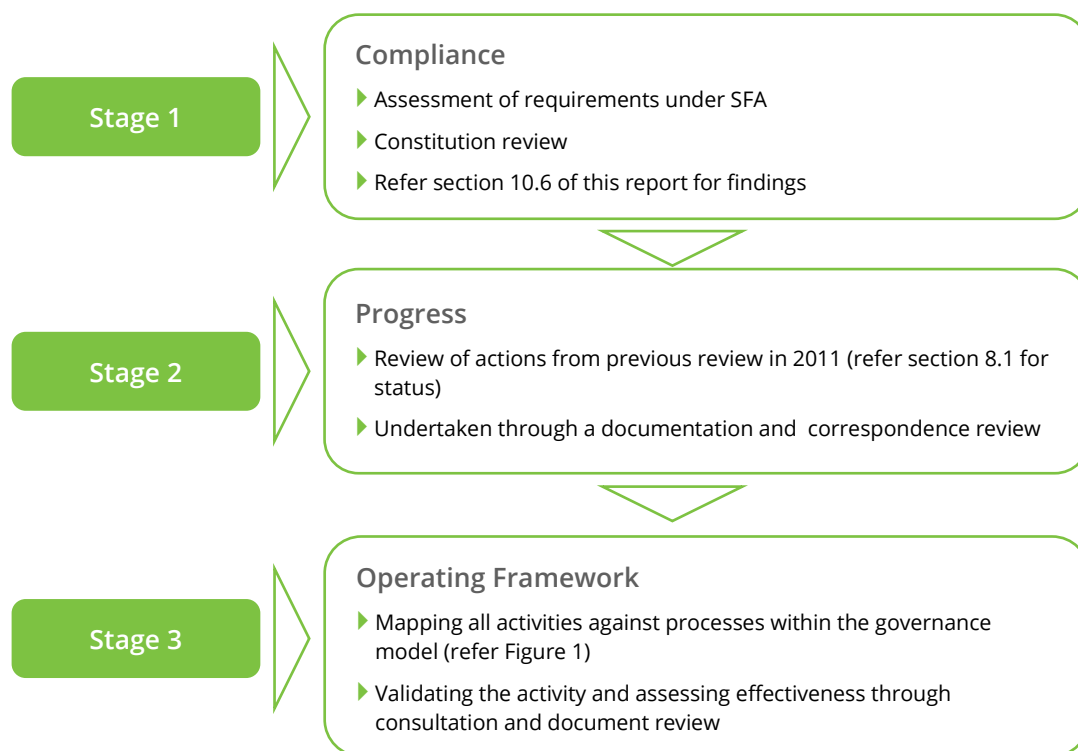 Stage 1
Compliance
Assessment of requirements under SFA
Constitution review
Refer section 10.6 of this report for findings
Stage 2
Progress
Review of actions from previous review in 2011 (refer section 8.1 for
status)
Undertaken through a documentation and correspondence review
Stage 3
Operating Framework
Mapping all activities against processes within the governance
model (refer Figure 1)
Validating the activity and assessing effectiveness through
consultation and document review